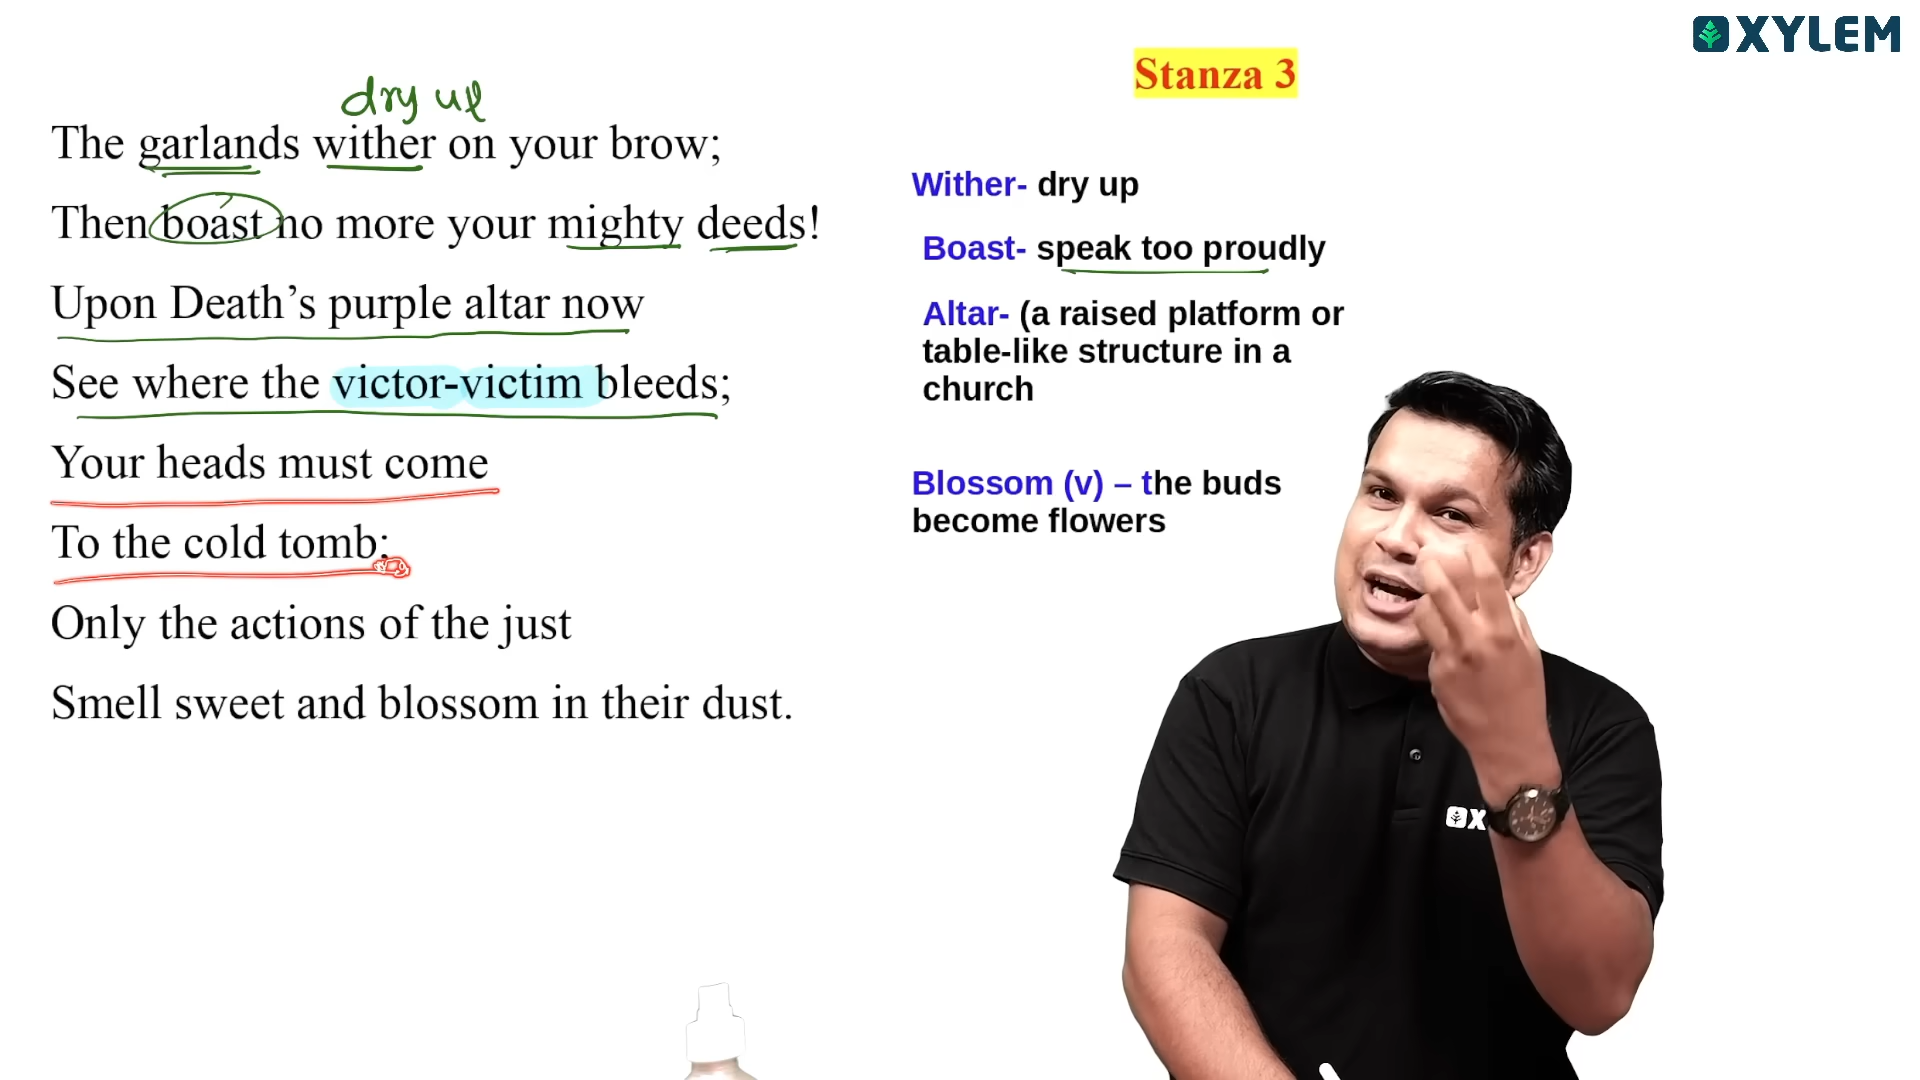 XYLEM
Stanza 3
dry up
The garlands wither on your brow;
Then boast no more your mighty deeds!
Upon Death’s purple altar now
See where the victor-victim bleeds;
Your heads must come
To the cold tomb;
Only the actions of the just
Smell sweet and blossom in their dust.
Wither- dry up
Boast- speak too proudly
Altar- (a raised platform or
table-like structure in a
church
Blossom (v) – the buds
become flowers
X